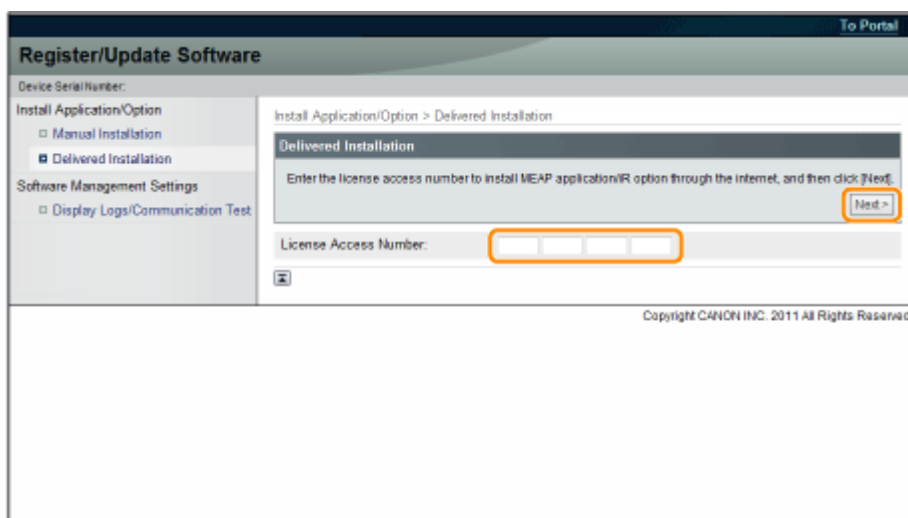 To Portal
Register/Update Software
Device Serial Number:
Install Application/Option
Manual Installation
Delivered Installation
Software Management Settings
Display Logs/Communication Test
Install Application/Option > Delivered Installation
Delivered Installation
Enter the license access number to install MEAP application/iR option through the internet, and then click [Next].
Next >
License Access Number:
Copyright CANON INC. 2011 All Rights Reserved